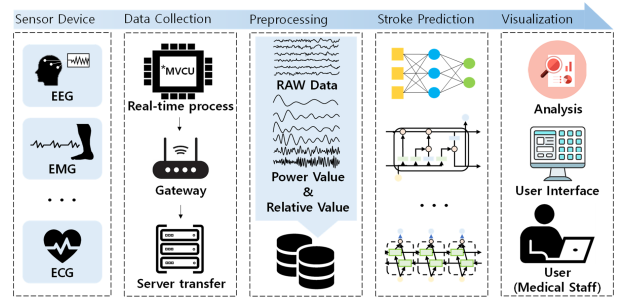 Sensor Device
Data Collection
Preprocessing
Stroke Prediction
Visualization
EEG
EMG
. . .
ECG
*MVCU
Real-time process
Gateway
Server transfer
RAW Data
Power Value
&
Relative Value
. . .
Analysis
User Interface
User
(Medical Staff)